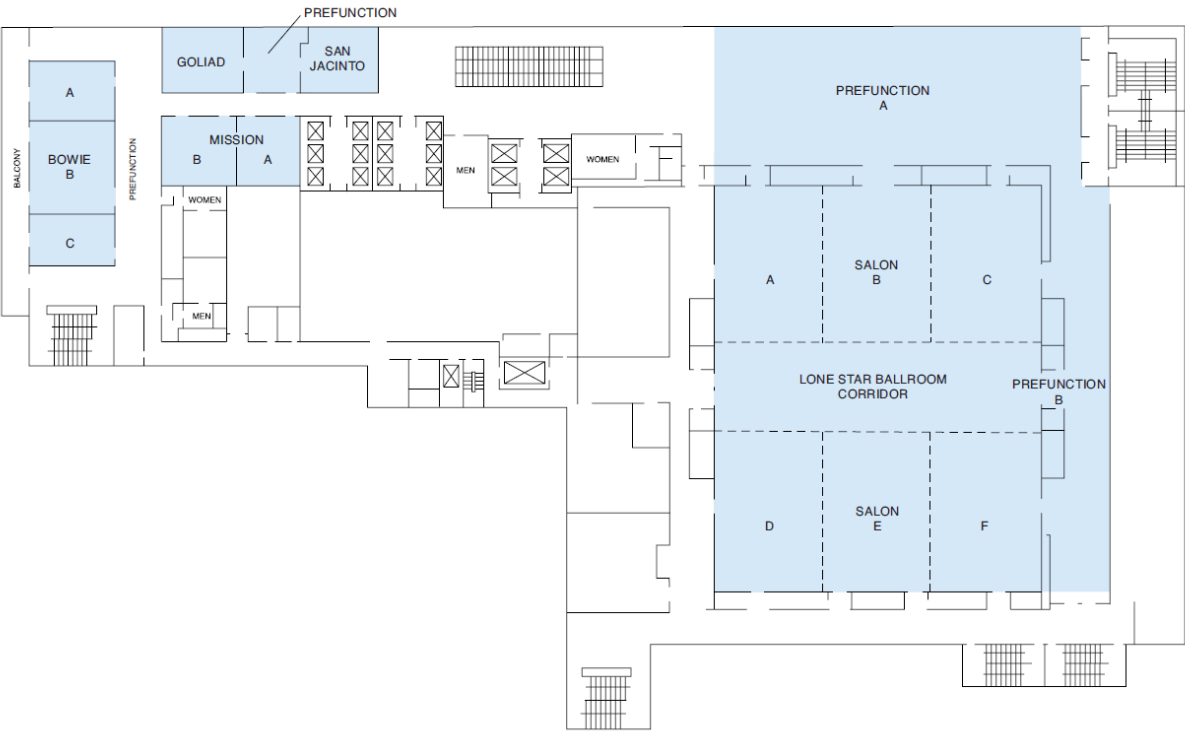 PREFUNCTION
GOLIAD
SAN
JACINTO
A
BOWIE
B
C
BALCONY
PREFUNCTION
MISSION
B
A
WOMEN
MEN
MEN
WOMEN
PREFUNCTION
A
A
SALON
B
C
LONE STAR BALLROOM
CORRIDOR
PREFUNCTION
B
D
SALON
E
F